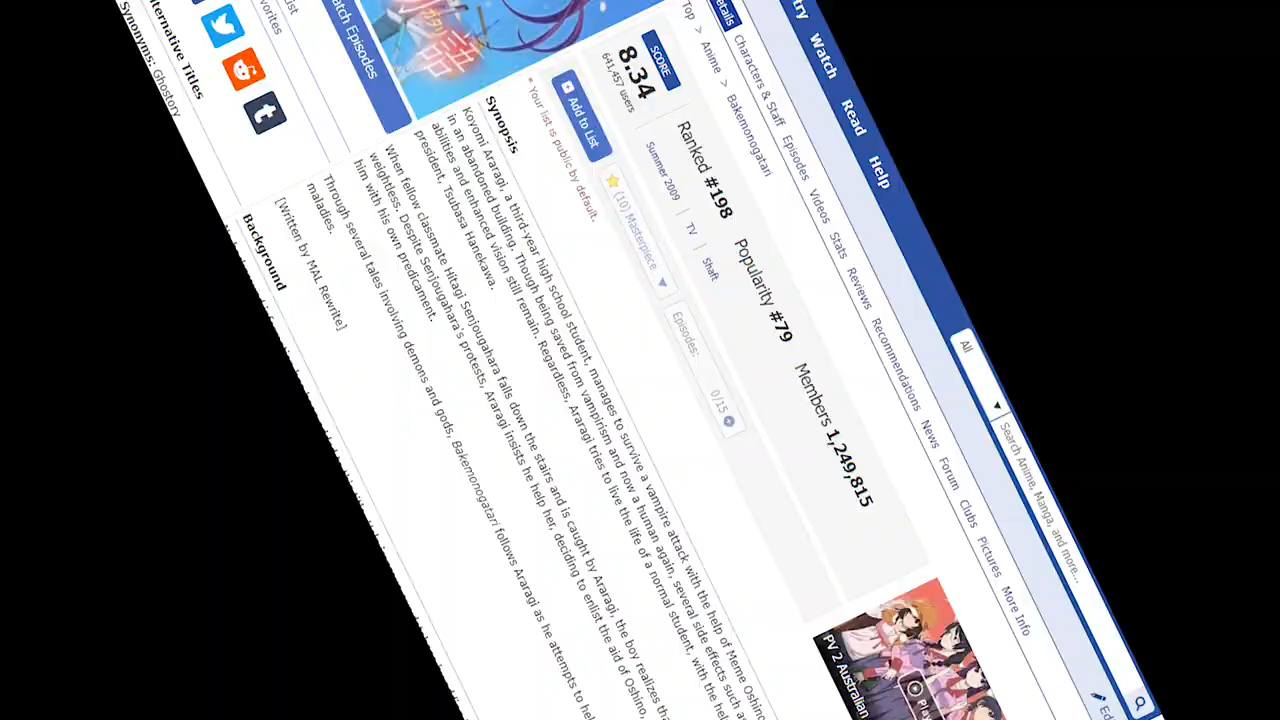 Watch Read Help
All
Search Anime, Manga, and more...
Characters & Staff Episodes Videos Stats Reviews Recommendations News Forum Clubs Pictures More Info
Top > Anime > Bakemonogatari
SCORE:
8.34
641,457 users
Ranked #198 Popularity #79 Members 1,249,815
Summer 2009 | TV | Shaft
Add to List
(10) Masterpiece
Episodes: 0/15
* Your list is public by default.
PV 2 Australian
Synopsis
Koyomi Araragi, a third-year high school student, manages to survive a vampire attack with the help of Meme Oshino
in an abandoned building. Though being saved from vampirism and now a human again, several side effects such a
abilities and enhanced vision still remain. Regardless, Araragi tries to live the life of a normal student, with the he
president, Tsubasa Hanekawa.
When fellow classmate Hitagi Senjougahara falls down the stairs and is caught by Araragi, the boy realizes tha
weightless. Despite Senjougahara's protests, Araragi insists he help her, deciding to enlist the aid of Oshino,
him with his own predicament.
Through several tales involving demons and gods, Bakemonogatari follows Araragi as he attempts to hel
maladies.
[Written by MAL Rewrite]
Background
Episodes
Alternative Titles
Synonyms: Ghostory